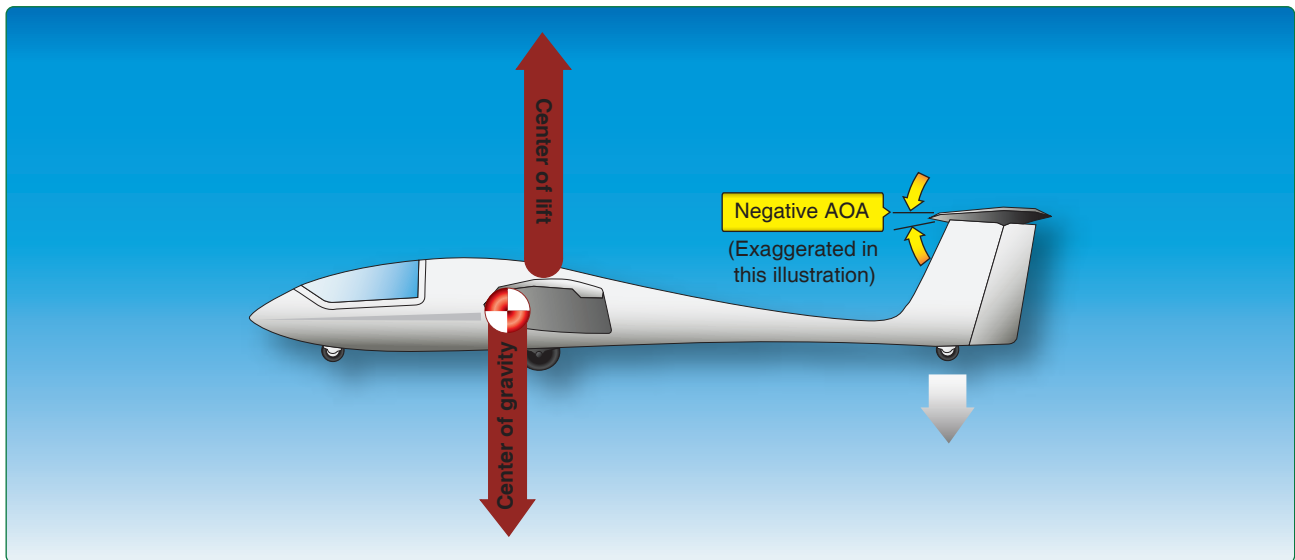 Center of lift
Negative AOA
(Exaggerated in
this illustration)
Center of gravity